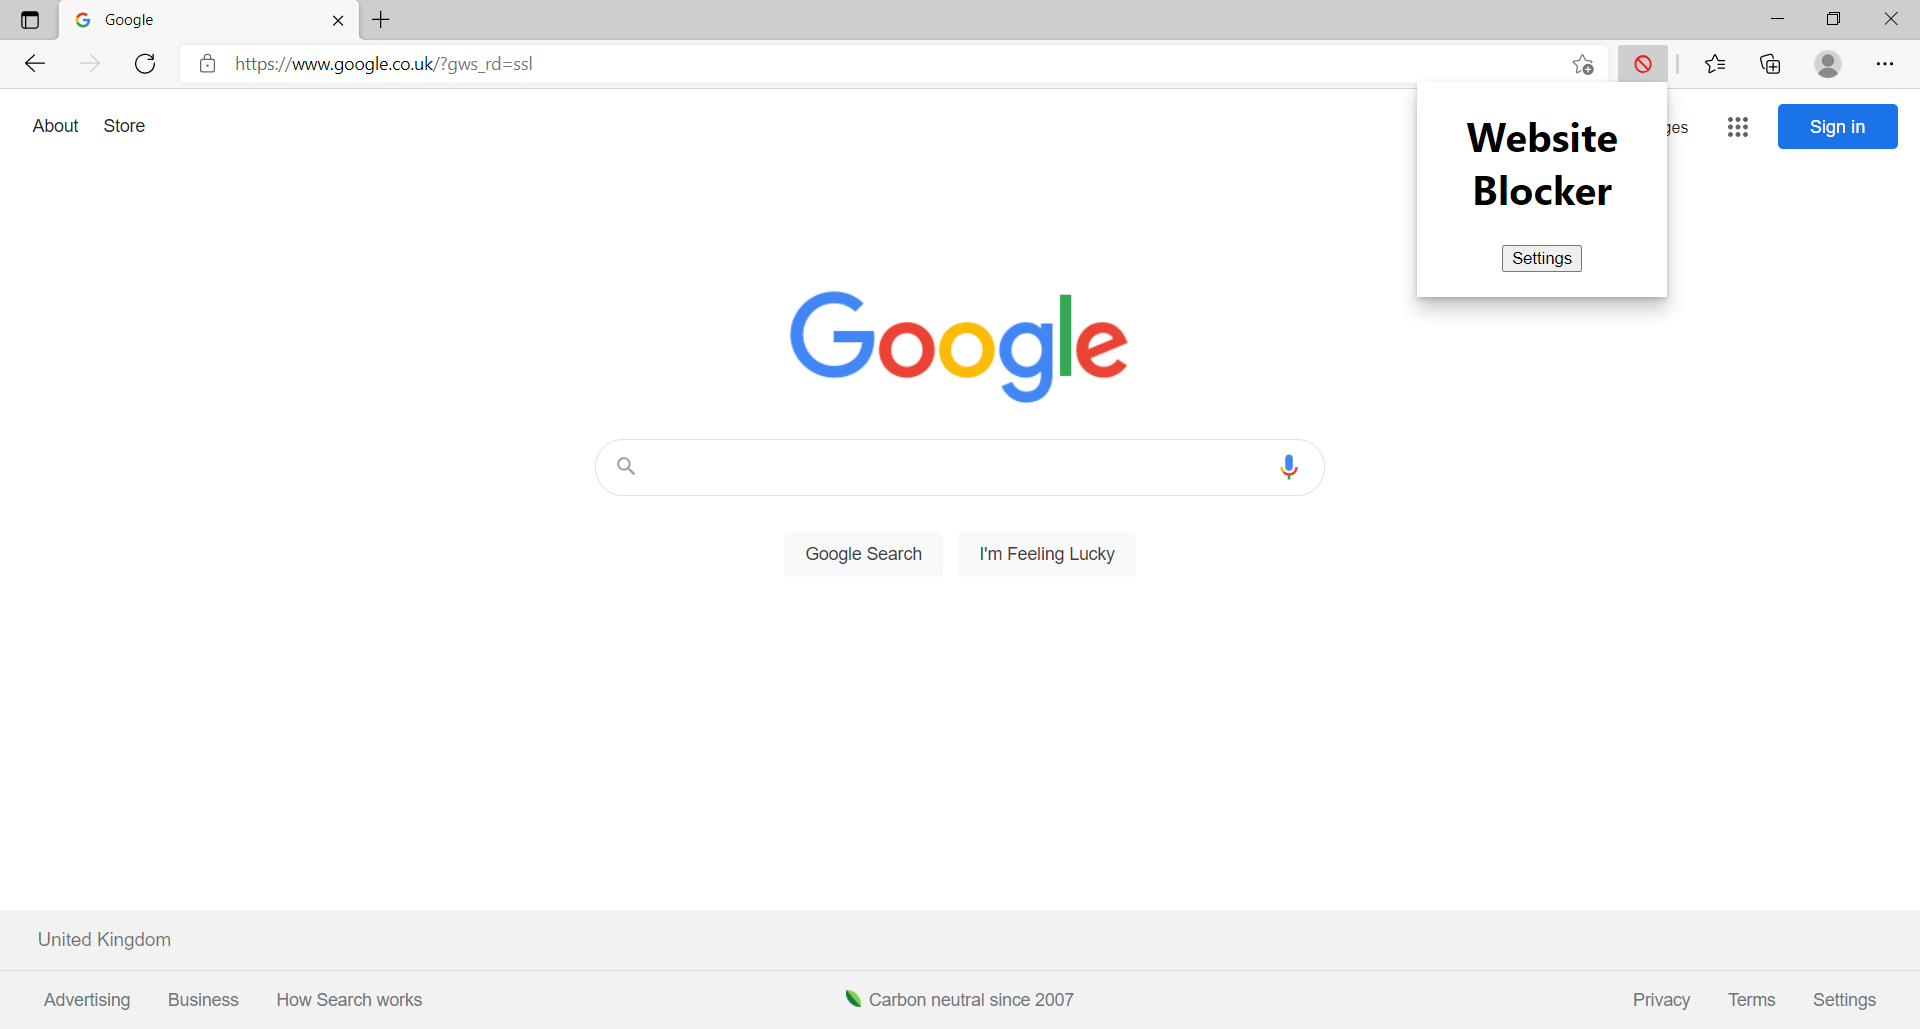 Google
https://www.google.co.uk/?gws_rd=ssl
About Store
Sign in
Website
Blocker
Settings
Google
Google Search I'm Feeling Lucky
United Kingdom
Advertising Business How Search works
Carbon neutral since 2007
Privacy Terms Settings